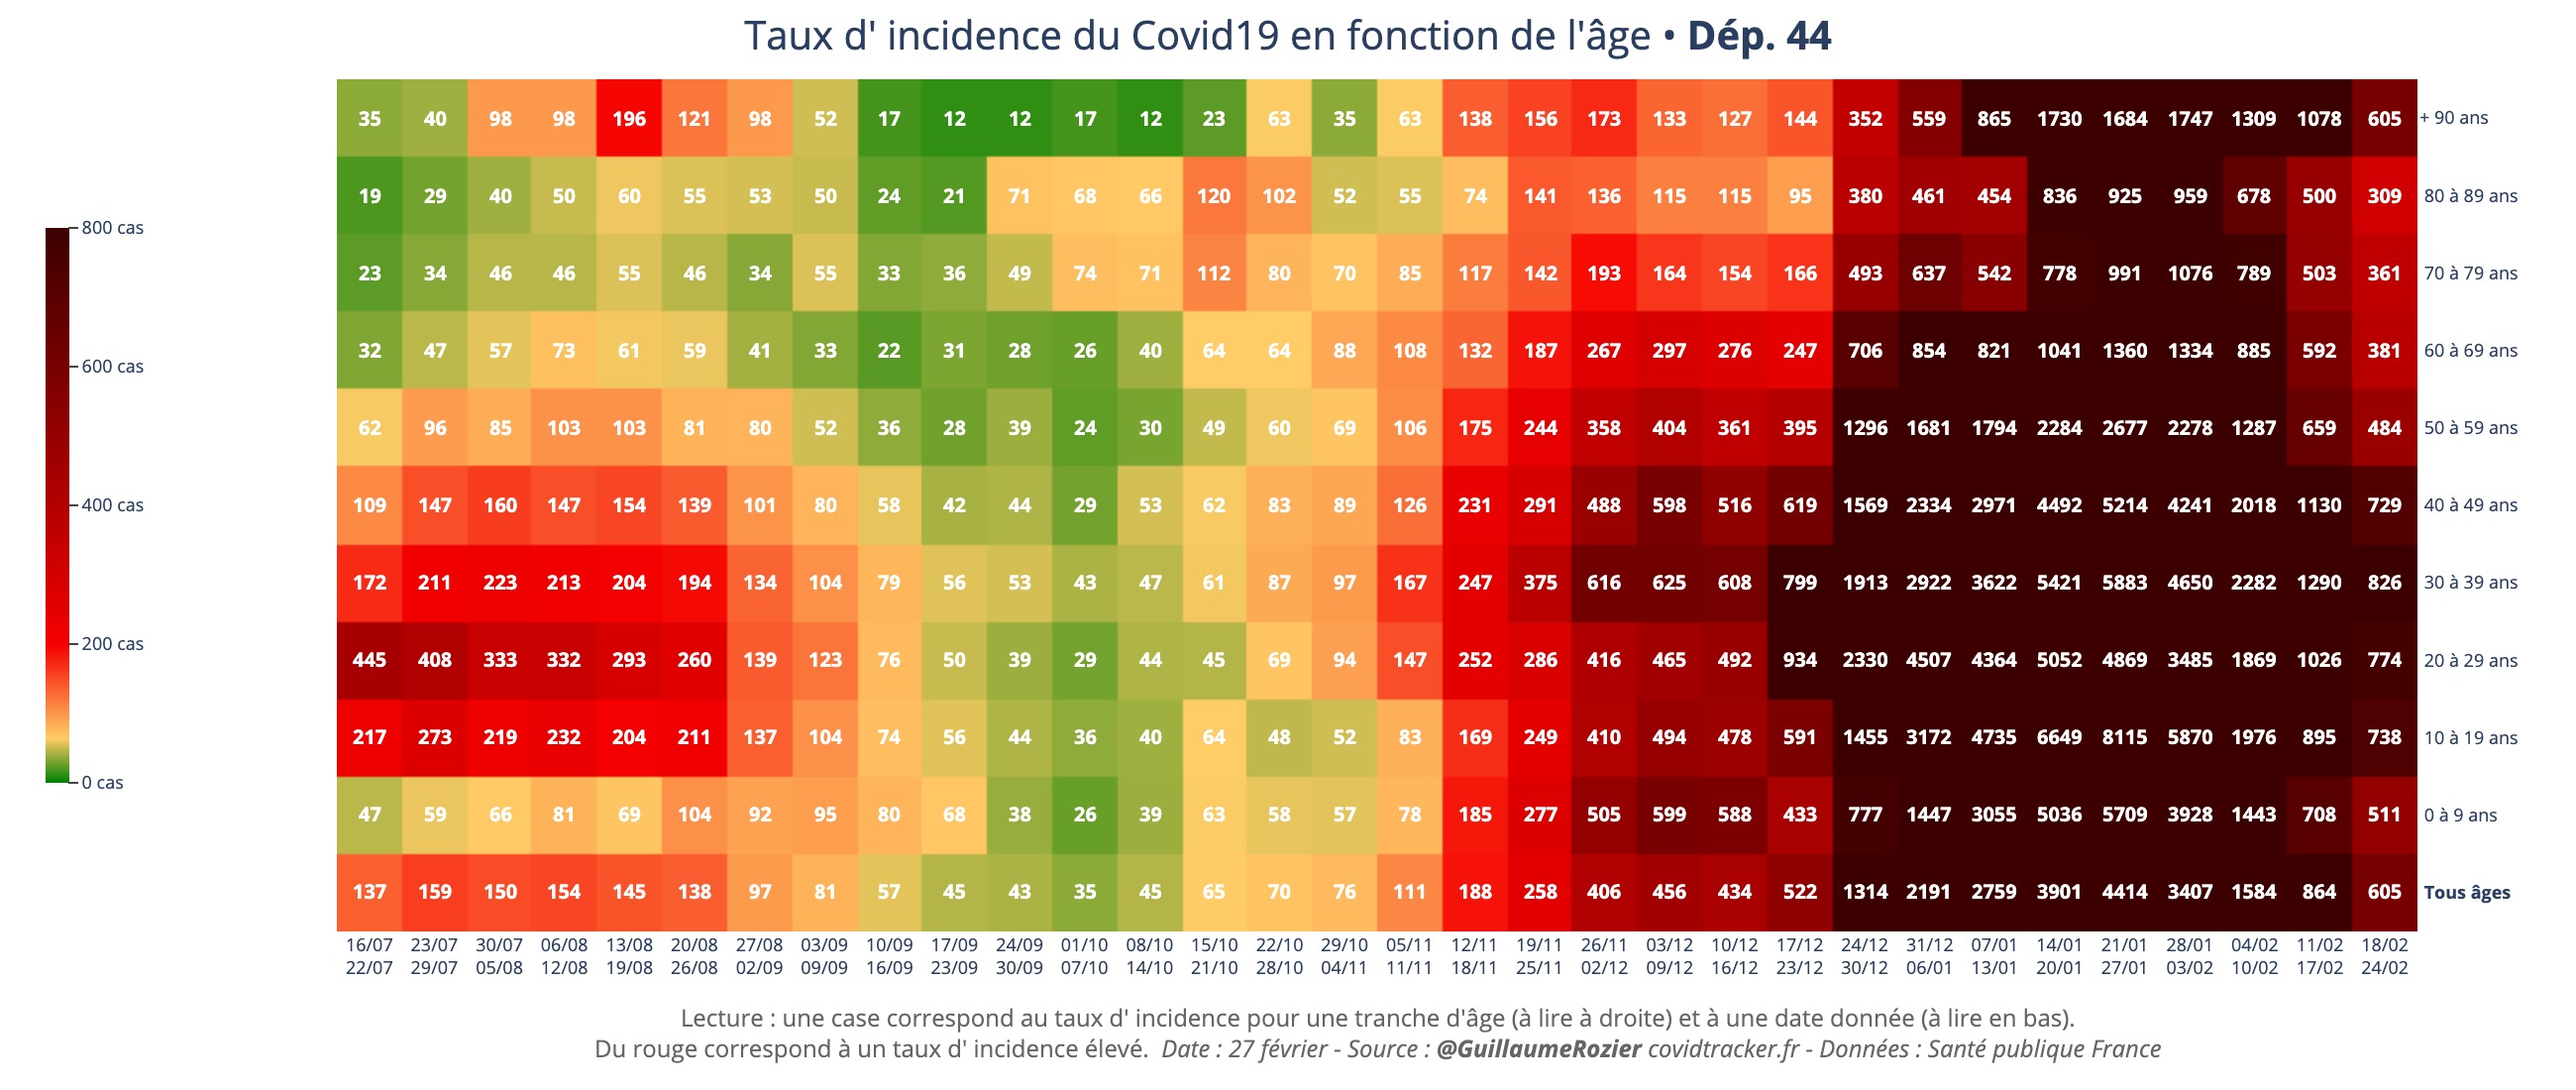 Taux d' incidence du Covid19 en fonction de l'âge • Dép. 44
800 cas
600 cas
400 cas
200 cas
0 cas
35 40 98 98 196 121 98 52 17 12 12 17 12 23 63 35 63 138 156 173 133 127 144 352 559 865 1730 1684 1747 1309 1078 605 + 90 ans
19 29 40 50 60 55 53 50 24 21 71 68 66 120 102 52 55 74 141 136 115 115 95 380 461 454 836 925 959 678 500 309 80 à 89 ans
23 34 46 46 55 46 34 55 33 36 49 74 71 112 80 70 85 117 142 193 164 154 166 493 637 542 778 991 1076 789 503 361 70 à 79 ans
32 47 57 73 61 59 41 33 22 31 28 26 40 64 64 88 108 132 187 267 297 276 247 706 854 821 1041 1360 1334 885 592 381 60 à 69 ans
62 96 85 103 103 81 80 52 36 28 39 24 30 49 60 69 106 175 244 358 404 361 395 1296 1681 1794 2284 2677 2278 1287 659 484 50 à 59 ans
109 147 160 147 154 139 101 80 58 42 44 29 53 62 83 89 126 231 291 488 598 516 619 1569 2334 2971 4492 5214 4241 2018 1130 729 40 à 49 ans
172 211 223 213 204 194 134 104 79 56 53 43 47 61 87 97 167 247 375 616 625 608 799 1913 2922 3622 5421 5883 4650 2282 1290 826 30 à 39 ans
445 408 333 332 293 260 139 123 76 50 39 29 44 45 69 94 147 252 286 416 465 492 934 2330 4507 4364 5052 4869 3485 1869 1026 774 20 à 29 ans
217 273 219 232 204 211 137 104 74 56 44 36 40 64 48 52 83 169 249 410 494 478 591 1455 3172 4735 6649 8115 5870 1976 895 738 10 à 19 ans
47 59 66 81 69 104 92 95 80 68 38 26 39 63 58 57 78 185 277 505 599 588 433 777 1447 3055 5036 5709 3928 1443 708 511 0 à 9 ans
137 159 150 154 145 138 97 81 57 45 43 35 45 65 70 76 111 188 258 406 456 434 522 1314 2191 2759 3901 4414 3407 1584 864 605 Tous âges
16/07 23/07 30/07 06/08 13/08 20/08 27/08 03/09 10/09 17/09 24/09 01/10 08/10 15/10 22/10 29/10 05/11 12/11 19/11 26/11 03/12 10/12 17/12 24/12 31/12 07/01 14/01 21/01 28/01 04/02 11/02 18/02
22/07 29/07 05/08 12/08 19/08 26/08 02/09 09/09 16/09 23/09 30/09 07/10 14/10 21/10 28/10 04/11 11/11 18/11 25/11 02/12 09/12 16/12 23/12 30/12 06/01 13/01 20/01 27/01 03/02 10/02 17/02 24/02
Lecture : une case correspond au taux d' incidence pour une tranche d'âge (à lire à droite) et à une date donnée (à lire en bas).
Du rouge correspond à un taux d' incidence élevé. Date : 27 février - Source : @GuillaumeRozier covidtracker.fr - Données : Santé publique France